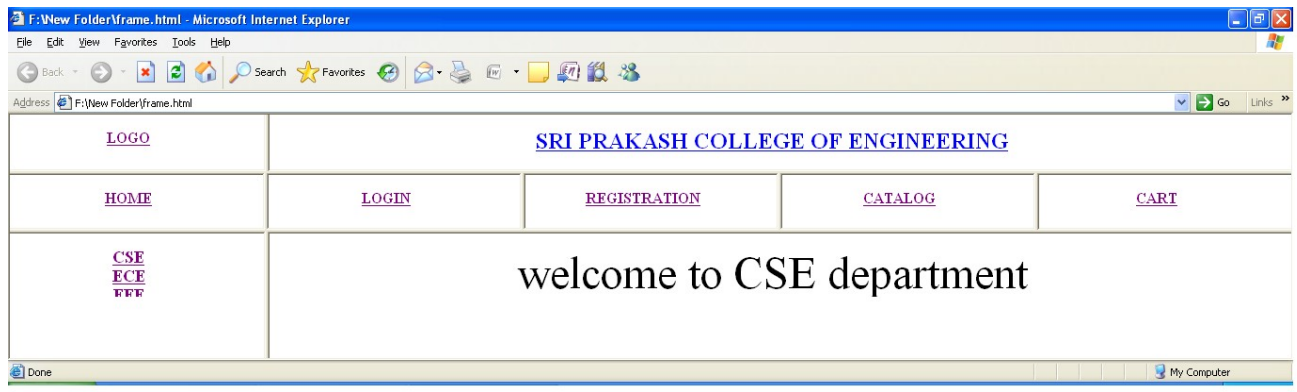 F:\New Folder\frame.html - Microsoft Internet Explorer
File Edit View Favorites Tools Help
Back Search Favorites
Address F:\New Folder\frame.html Go Links »
LOGO SRI PRAKASH COLLEGE OF ENGINEERING
HOME LOGIN REGISTRATION CATALOG CART
CSE
ECE
EEE
welcome to CSE department
Done My Computer